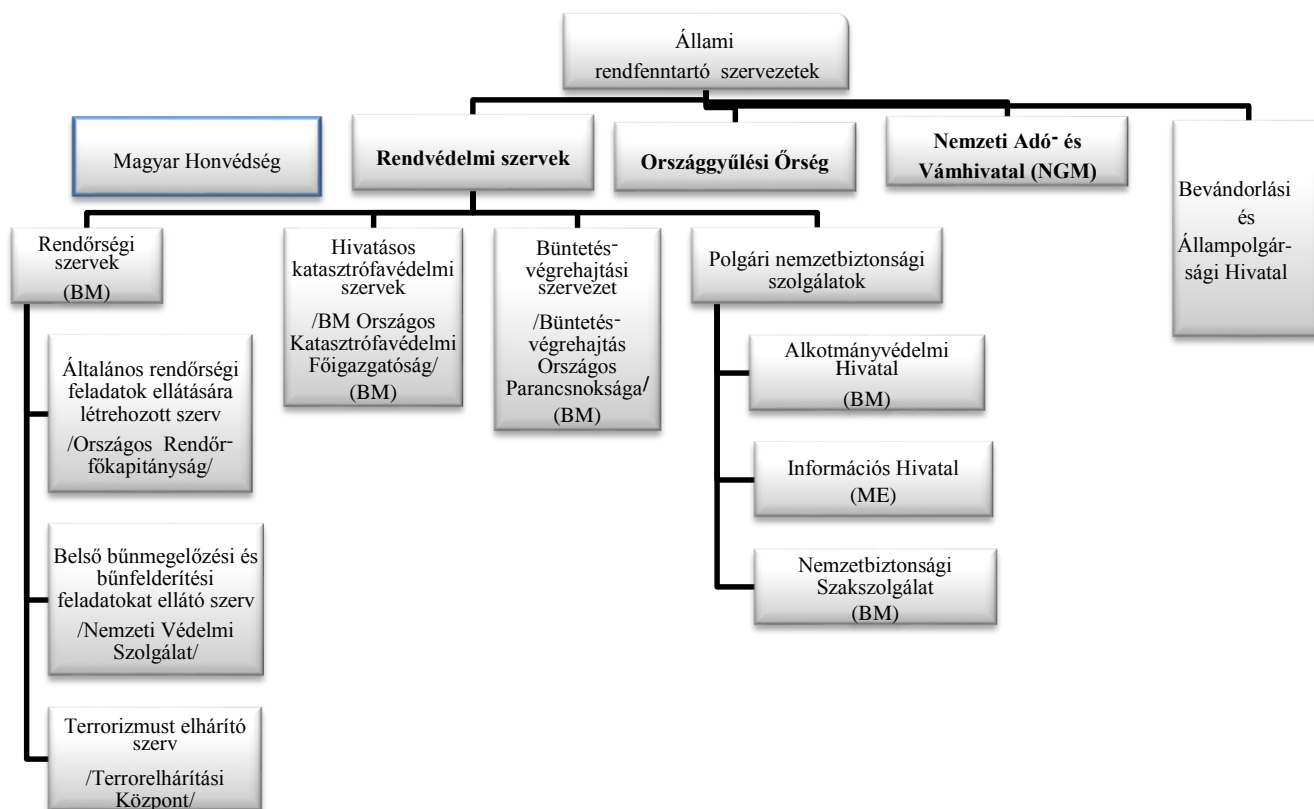 Állami
rendfenntartó szervezetek
Magyar Honvédség
Rendvédelmi szervek
Országgyűlési Őrség
Nemzeti Adó- és
Vámhivatal (NGM)
Bevándorlási
és
Állampolgár-
sági Hivatal
Rendőrségi
szervek
(BM)
Hivatásos
katasztrófavédelmi
szervek
/BM Országos
Katasztrófavédelmi
Főigazgatóság/
(BM)
Büntetés-
végrehajtási
szervezet
/Büntetés-
végrehajtás
Országos
Parancsnoksága/
(BM)
Polgári nemzetbiztonsági
szolgálatok
Általános rendőrségi
feladatok ellátására
létrehozott szerv
/Országos Rendőr-
főkapitányság/
Belső bűnmegelőzési és
bűnfelderítési
feladatokat ellátó szerv
/Nemzeti Védelmi
Szolgálat/
Terrorizmust elhárító
szerv
/Terrorelhárítási
Központ/
Alkotmányvédelmi
Hivatal
(BM)
Információs Hivatal
(ME)
Nemzetbiztonsági
Szakszolgálat
(BM)